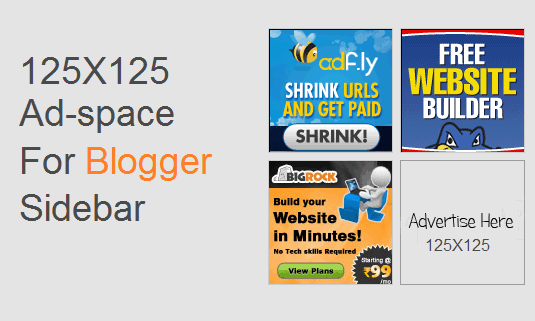 125X125
Ad-space
For Blogger
Sidebar
adf.ly
SHRINK URLS
AND GET PAID
SHRINK!
FREE
WEBSITE
BUILDER
BIGROCK
Build your
Website
in Minutes!
No Tech skills Required
View Plans
Starting @
₹99
/mo
Advertise Here
125X125